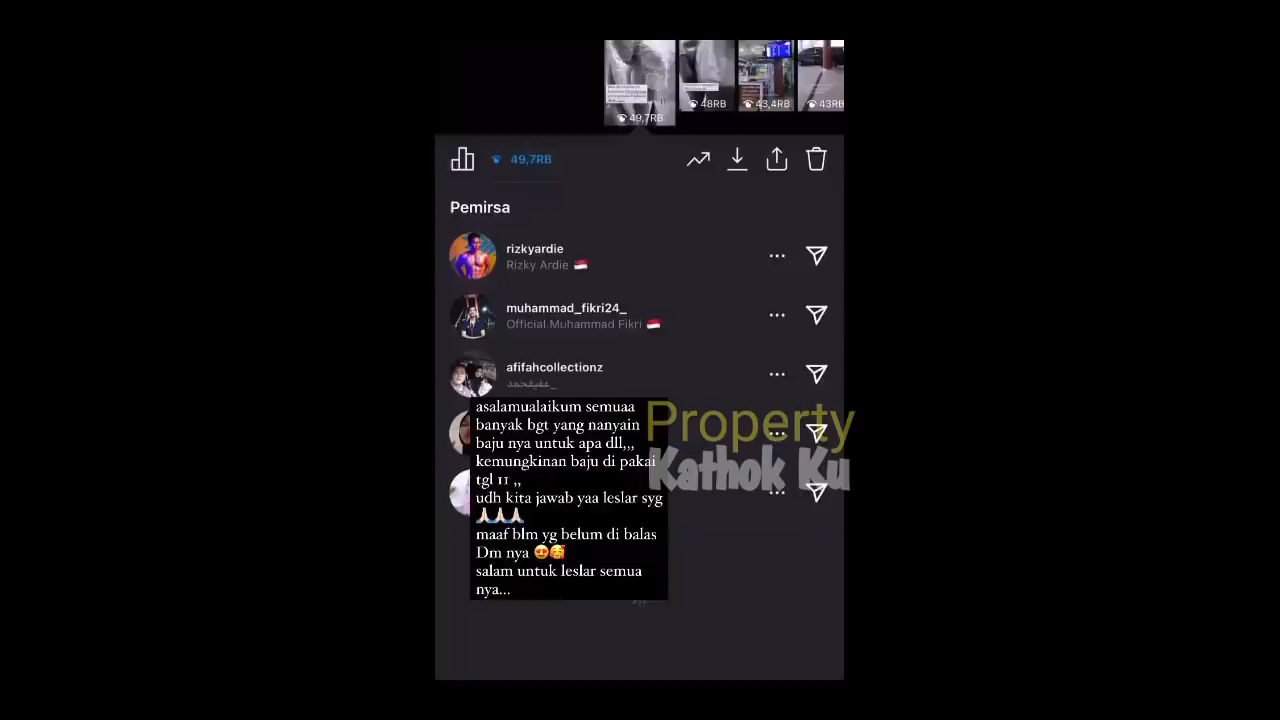 49,7RB
48RB
43,4RB
43RB
49,7RB
Pemirsa
rizkyardie
Rizky Ardie
muhammad_fikri24_
Official.Muhammad Fikri
afifahcollectionz
asalamualaikum semuaa
banyak bgt yang nanyain
baju nya untuk apa dll,,,
kemungkinan baju di pakai
tgl 11 ,,
udh kita jawab yaa leslar syg
🙏🏻🙏🏻🙏🏻
maaf blm yg belum di balas
Dm nya 😍🥰
salam untuk leslar semua
nya...
Property
Kathok Ku